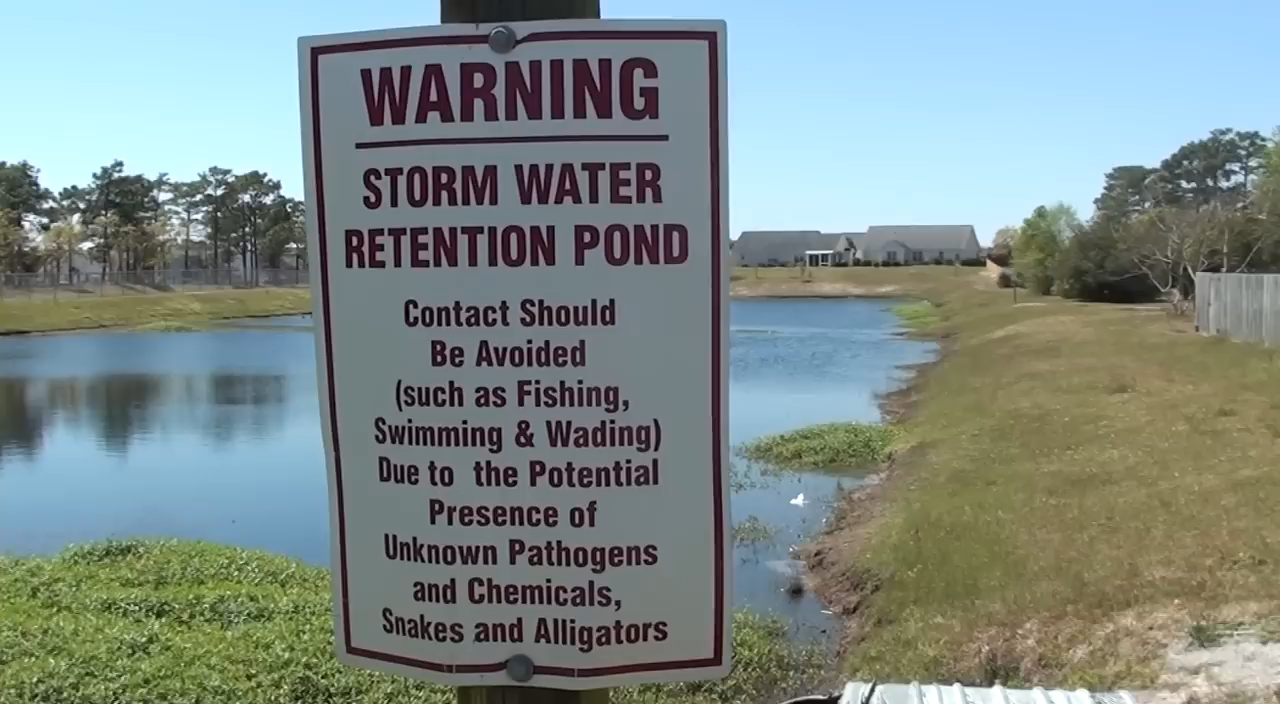 WARNING
STORM WATER
RETENTION POND
Contact Should
Be Avoided
(such as Fishing,
Swimming & Wading)
Due to the Potential
Presence of
Unknown Pathogens
and Chemicals,
Snakes and Alligators